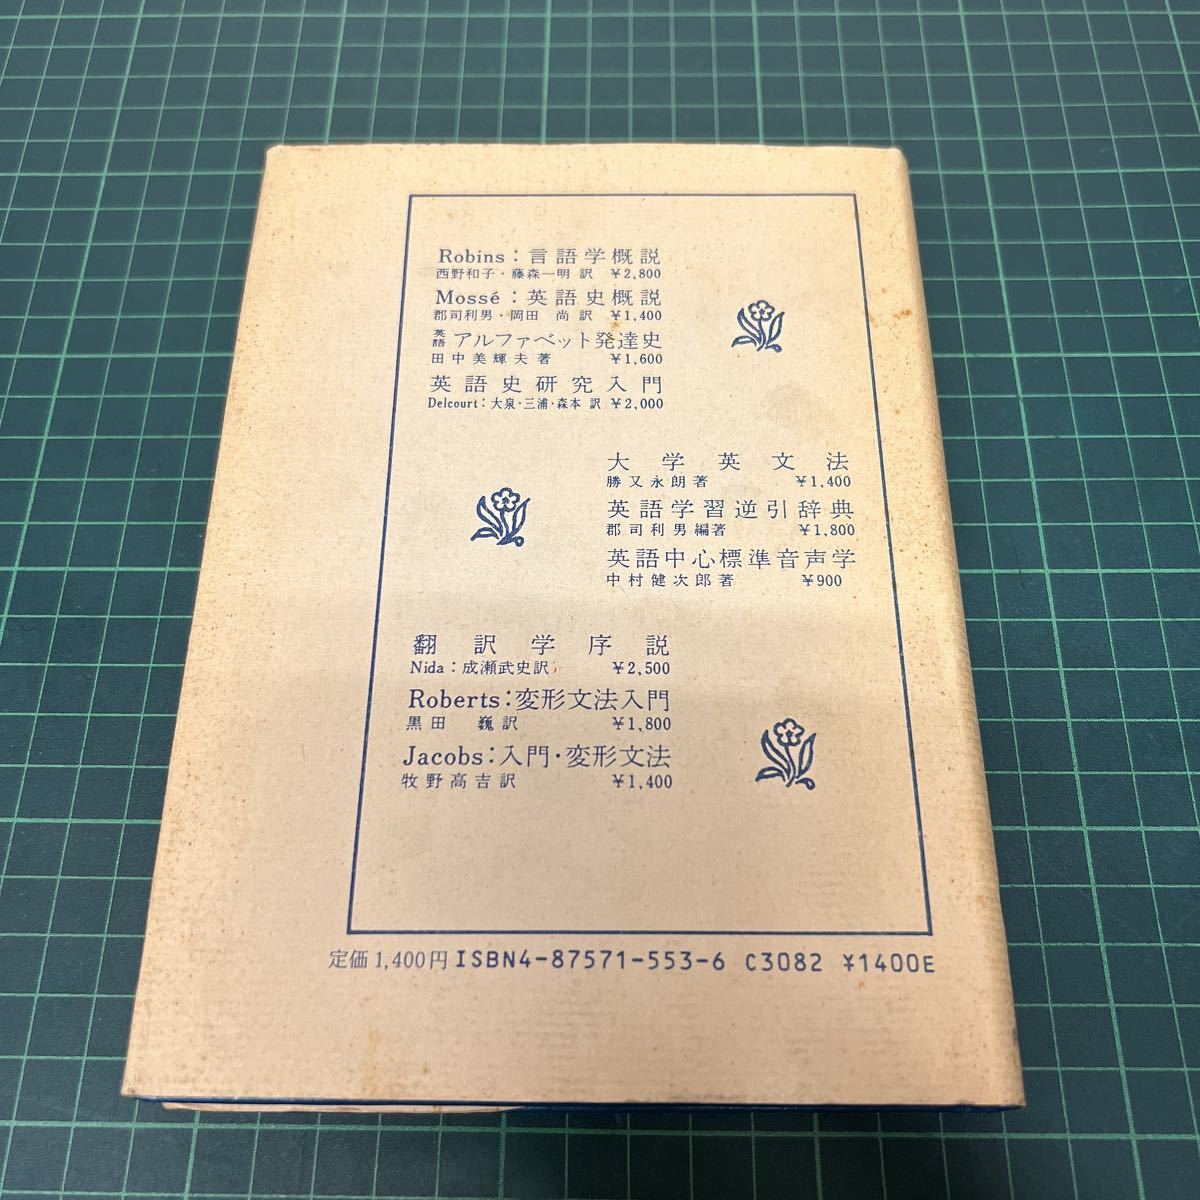 Robins：言語学概説
西野和子・藤森一明 訳 ¥2,800
Mossé：英語史概説
郡司利男・岡田 尚 訳 ¥1,400
英語 アルファベット発達史
田中美輝夫著 ¥1,600
英語史研究入門
Delcourt：大泉・三浦・森本 訳 ¥2,000
大学英文法
勝又永朗著 ¥1,400
英語学習逆引辞典
郡司利男編著 ¥1,800
英語中心標準音声学
中村健次郎著 ¥900
翻訳学序説
Nida：成瀬武史訳 ¥2,500
Roberts：変形文法入門
黒田 巍訳 ¥1,800
Jacobs：入門・変形文法
牧野高吉訳 ¥1,400
定価1,400円 ISBN4-87571-553-6 C3082 ¥1400E